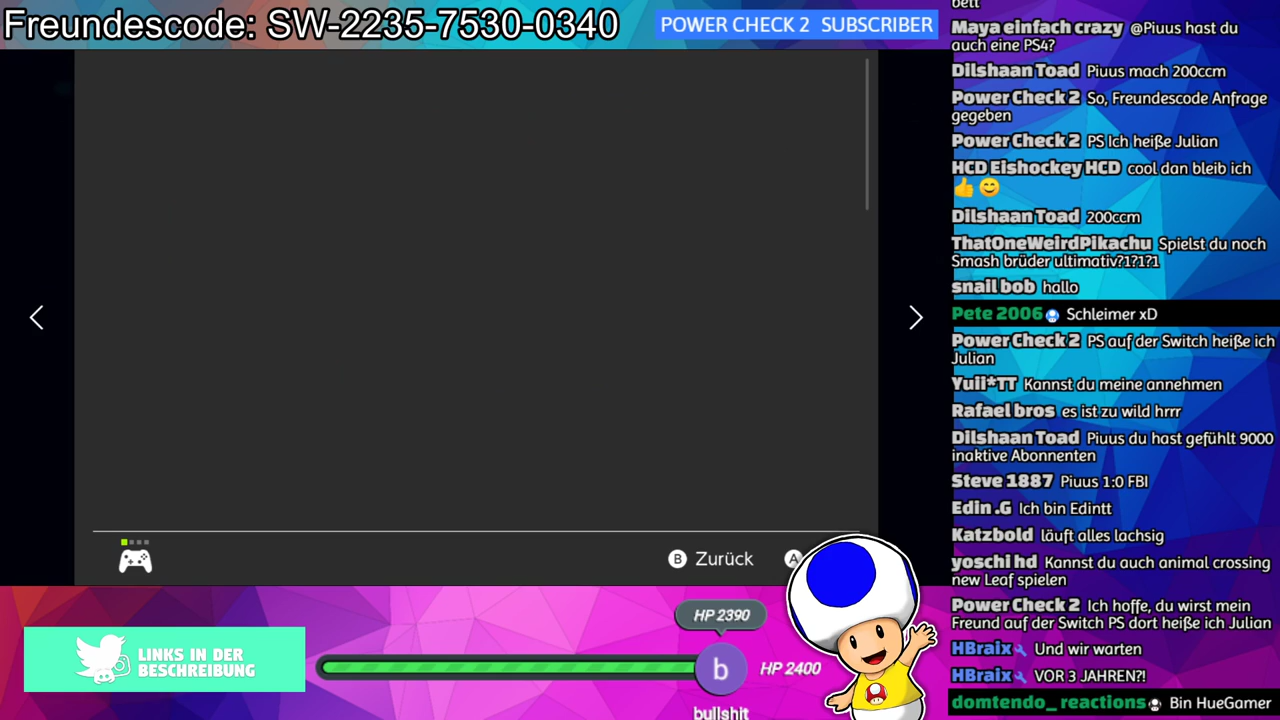 Freundescode: SW-2235-7530-0340
POWER CHECK 2 SUBSCRIBER
bett
Maya einfach crazy @Piuus hast du
auch eine PS4?
Dilshaan Toad Piuus mach 200ccm
Power Check 2 So, Freundescode Anfrage
gegeben
Power Check 2 PS Ich heiße Julian
HCD Eishockey HCD cool dan bleib ich
👍😊
Dilshaan Toad 200ccm
ThatOneWeirdPikachu Spielst du noch
Smash brüder ultimativ?1?1?1
snail bob hallo
Pete 2006 Schleimer xD
Power Check 2 PS auf der Switch heiße ich
Julian
Yuii*TT Kannst du meine annehmen
Rafael bros es ist zu wild hrrr
Dilshaan Toad Piuus du hast gefühlt 9000
inaktive Abonnenten
Steve 1887 Piuus 1:0 FBI
Edin .G Ich bin Edintt
Katzbold läuft alles lachsig
yoschi hd Kannst du auch animal crossing
new Leaf spielen
Power Check 2 Ich hoffe, du wirst mein
Freund auf der Switch PS dort heiße ich Julian
HBraix Und wir warten
HBraix VOR 3 JAHREN?!
domtendo_reactions Bin HueGamer
B Zurück A
LINKS IN DER
BESCHREIBUNG
HP 2390
b
HP 2400
bullshit